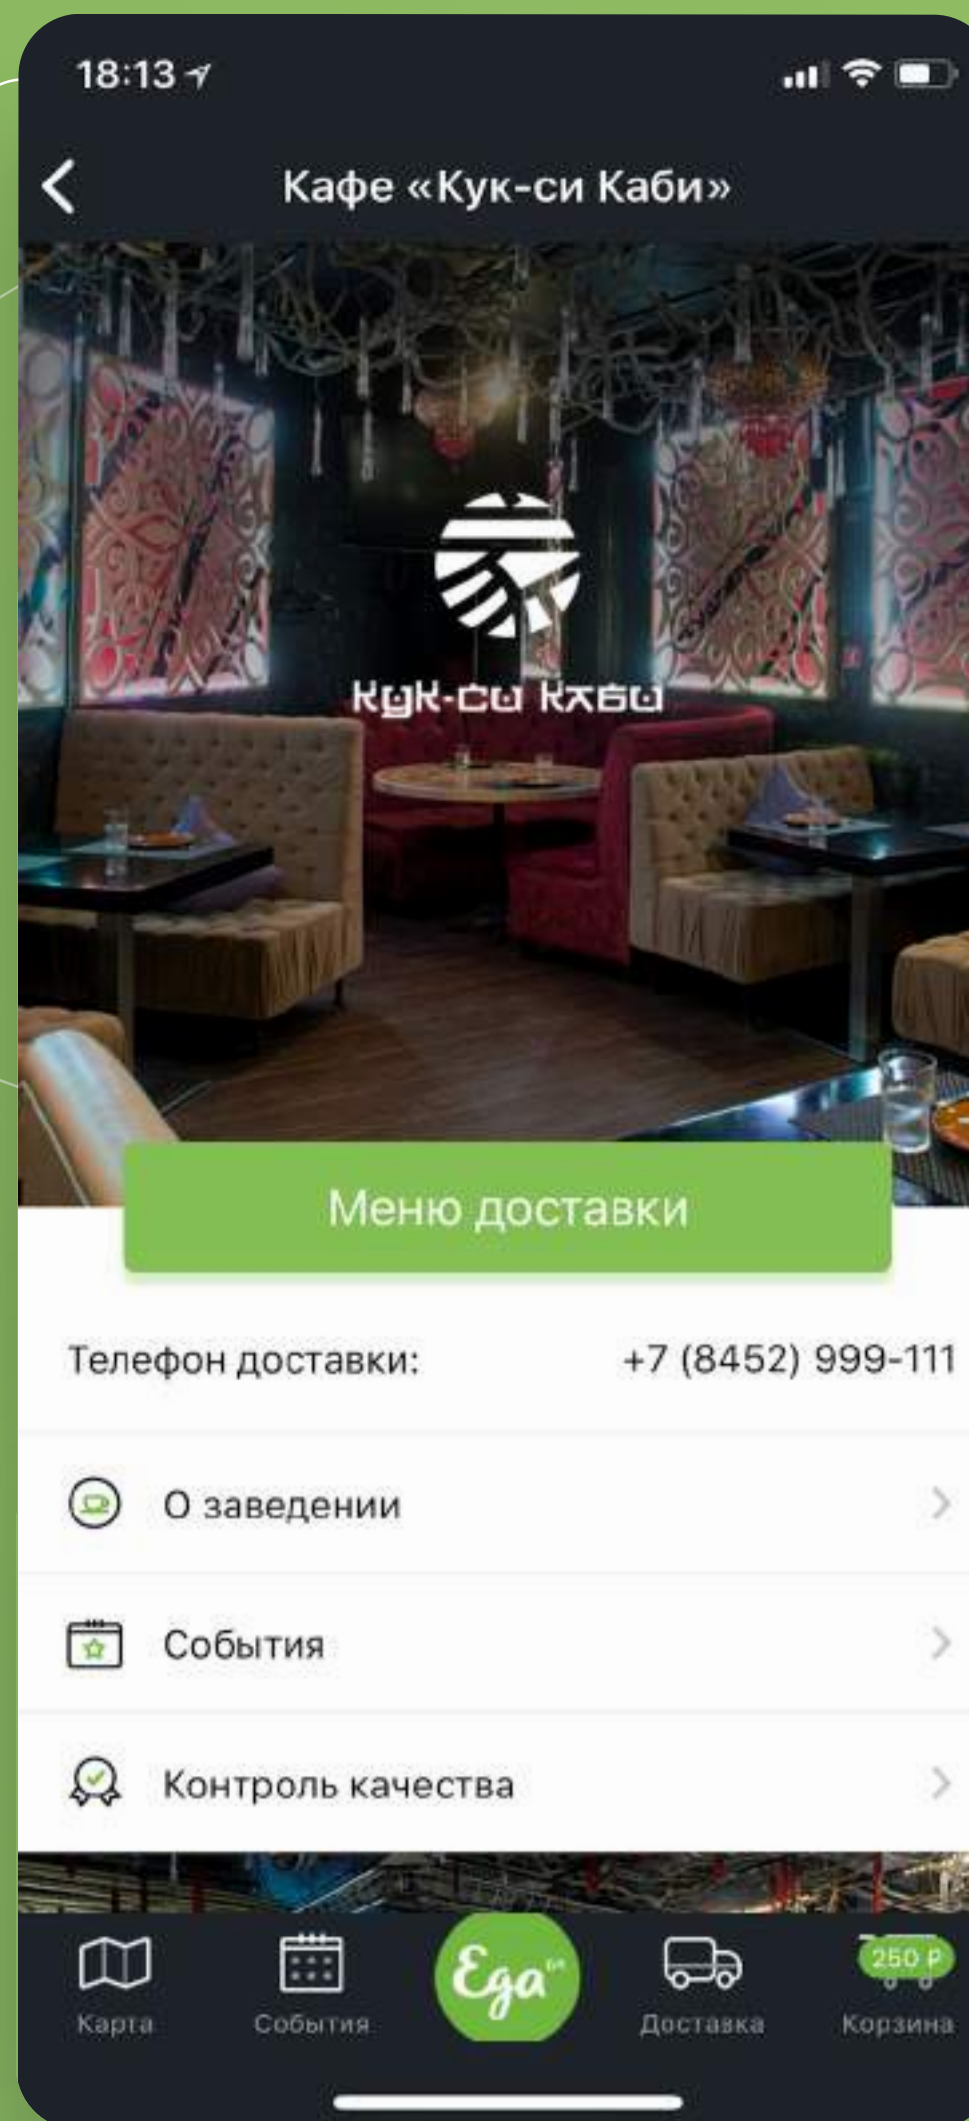 18:13
Кафе «Кук-си Каби»
Кук-си Каби
Меню доставки
Телефон доставки: +7 (8452) 999-111
О заведении
События
Контроль качества
Еда
250 ₽
Карта События Доставка Корзина